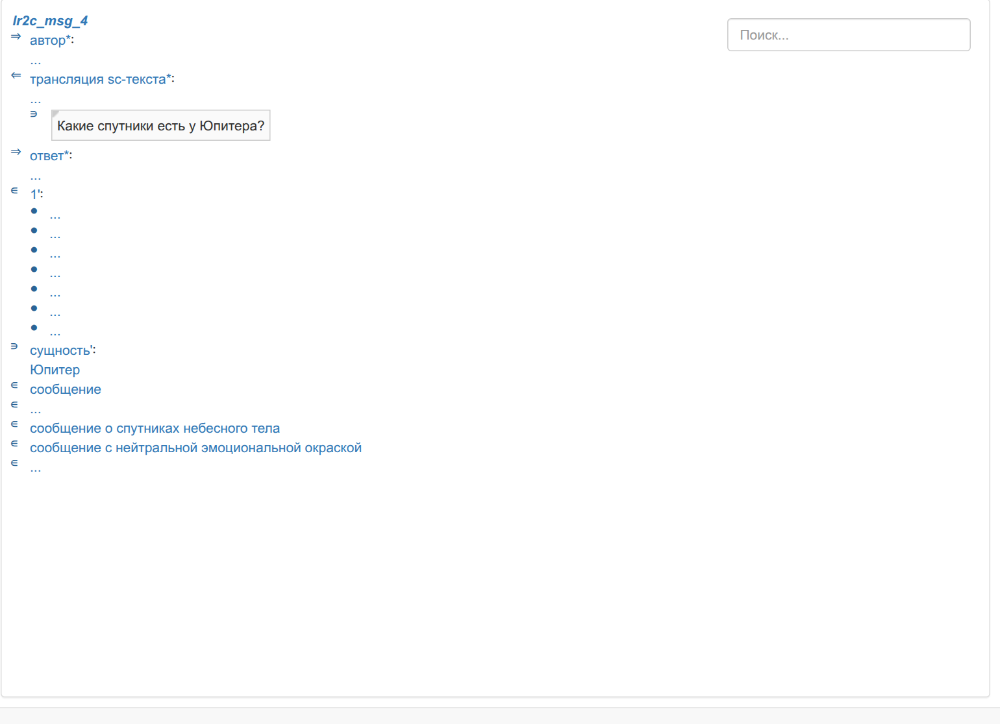 lr2c_msg_4
Поиск...
⇒ автор*:
...
⇐ трансляция sc-текста*:
...
∋ Какие спутники есть у Юпитера?
⇒ ответ*:
...
∈ 1':
● ...
● ...
● ...
● ...
● ...
● ...
● ...
∋ сущность':
Юпитер
∈ сообщение
∈ ...
∈ сообщение о спутниках небесного тела
∈ сообщение с нейтральной эмоциональной окраской
∈ ...